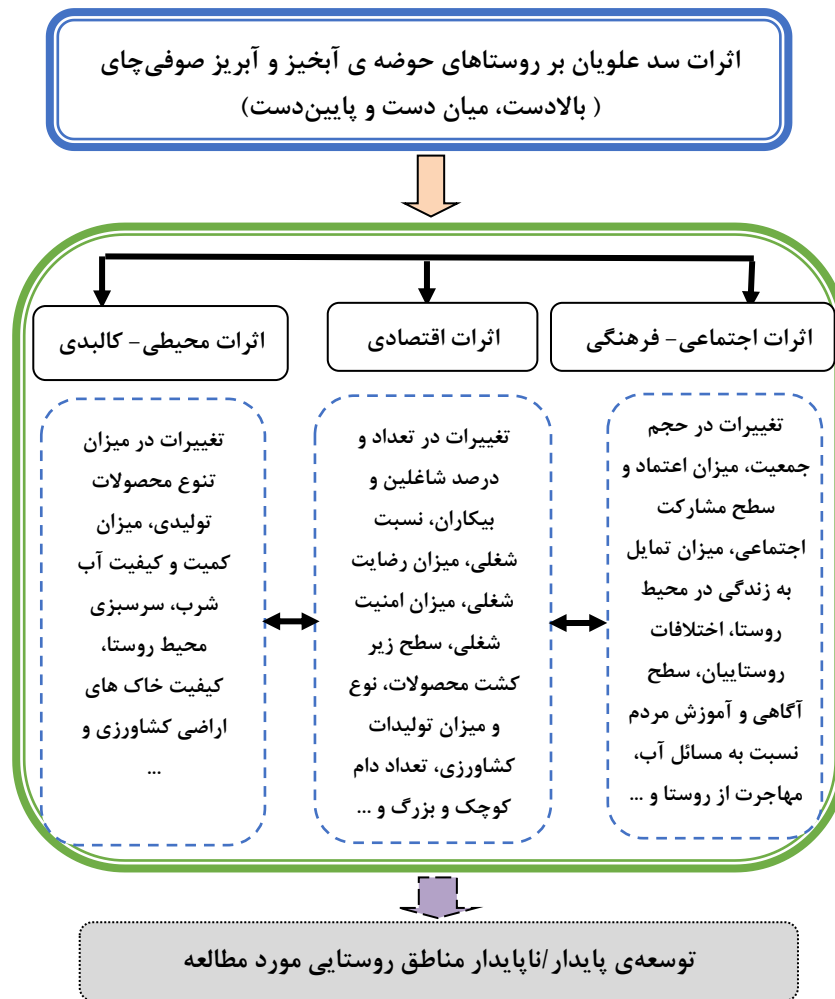 اثرات سد علویان بر روستاهای حوضه ی آبخیز و آبریز صوفی‌چای
( بالادست، میان دست و پایین‌دست)
اثرات اجتماعی- فرهنگی
اثرات اقتصادی
اثرات محیطی- کالبدی
تغییرات در حجم
جمعیت، میزان اعتماد و
سطح مشارکت
اجتماعی، میزان تمایل
به زندگی در محیط
روستا، اختلافات
روستاییان، سطح
آگاهی و آموزش مردم
نسبت به مسائل آب،
مهاجرت از روستا و ...
تغییرات در تعداد و
درصد شاغلین و
بیکاران، نسبت
شغلی، میزان رضایت
شغلی، میزان امنیت
شغلی، سطح زیر
کشت محصولات، نوع
و میزان تولیدات
کشاورزی، تعداد دام
کوچک و بزرگ و ...
تغییرات در میزان
تنوع محصولات
تولیدی، میزان
کمیت و کیفیت آب
شرب، سرسبزی
محیط روستا،
کیفیت خاک های
اراضی کشاورزی و
...
توسعه‌ی پایدار/ناپایدار مناطق روستایی مورد مطالعه